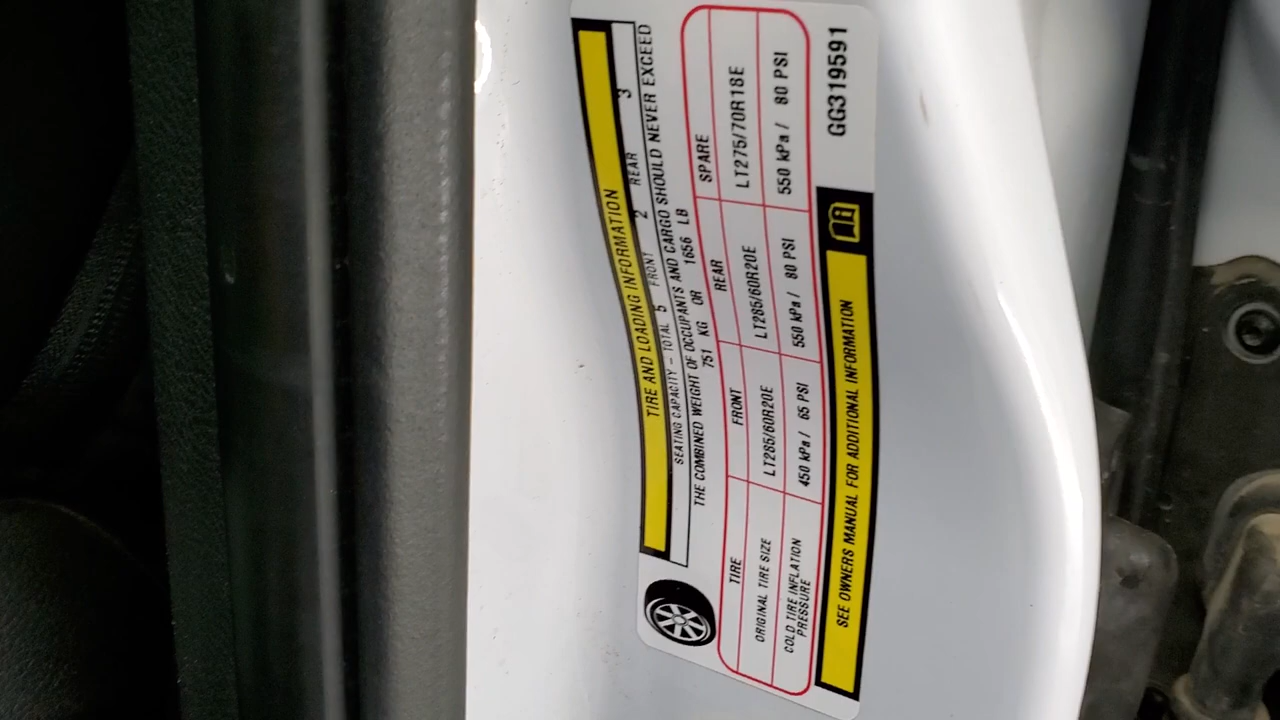 TIRE AND LOADING INFORMATION
SEATING CAPACITY – TOTAL 5 FRONT 2 REAR 3
THE COMBINED WEIGHT OF OCCUPANTS AND CARGO SHOULD NEVER EXCEED
751 KG OR 1656 LB
TIRE FRONT REAR SPARE
ORIGINAL TIRE SIZE LT285/60R20E LT285/60R20E LT275/70R18E
COLD TIRE INFLATION PRESSURE 450 kPa / 65 PSI 550 kPa / 80 PSI 550 kPa / 80 PSI
SEE OWNERS MANUAL FOR ADDITIONAL INFORMATION
GG319591